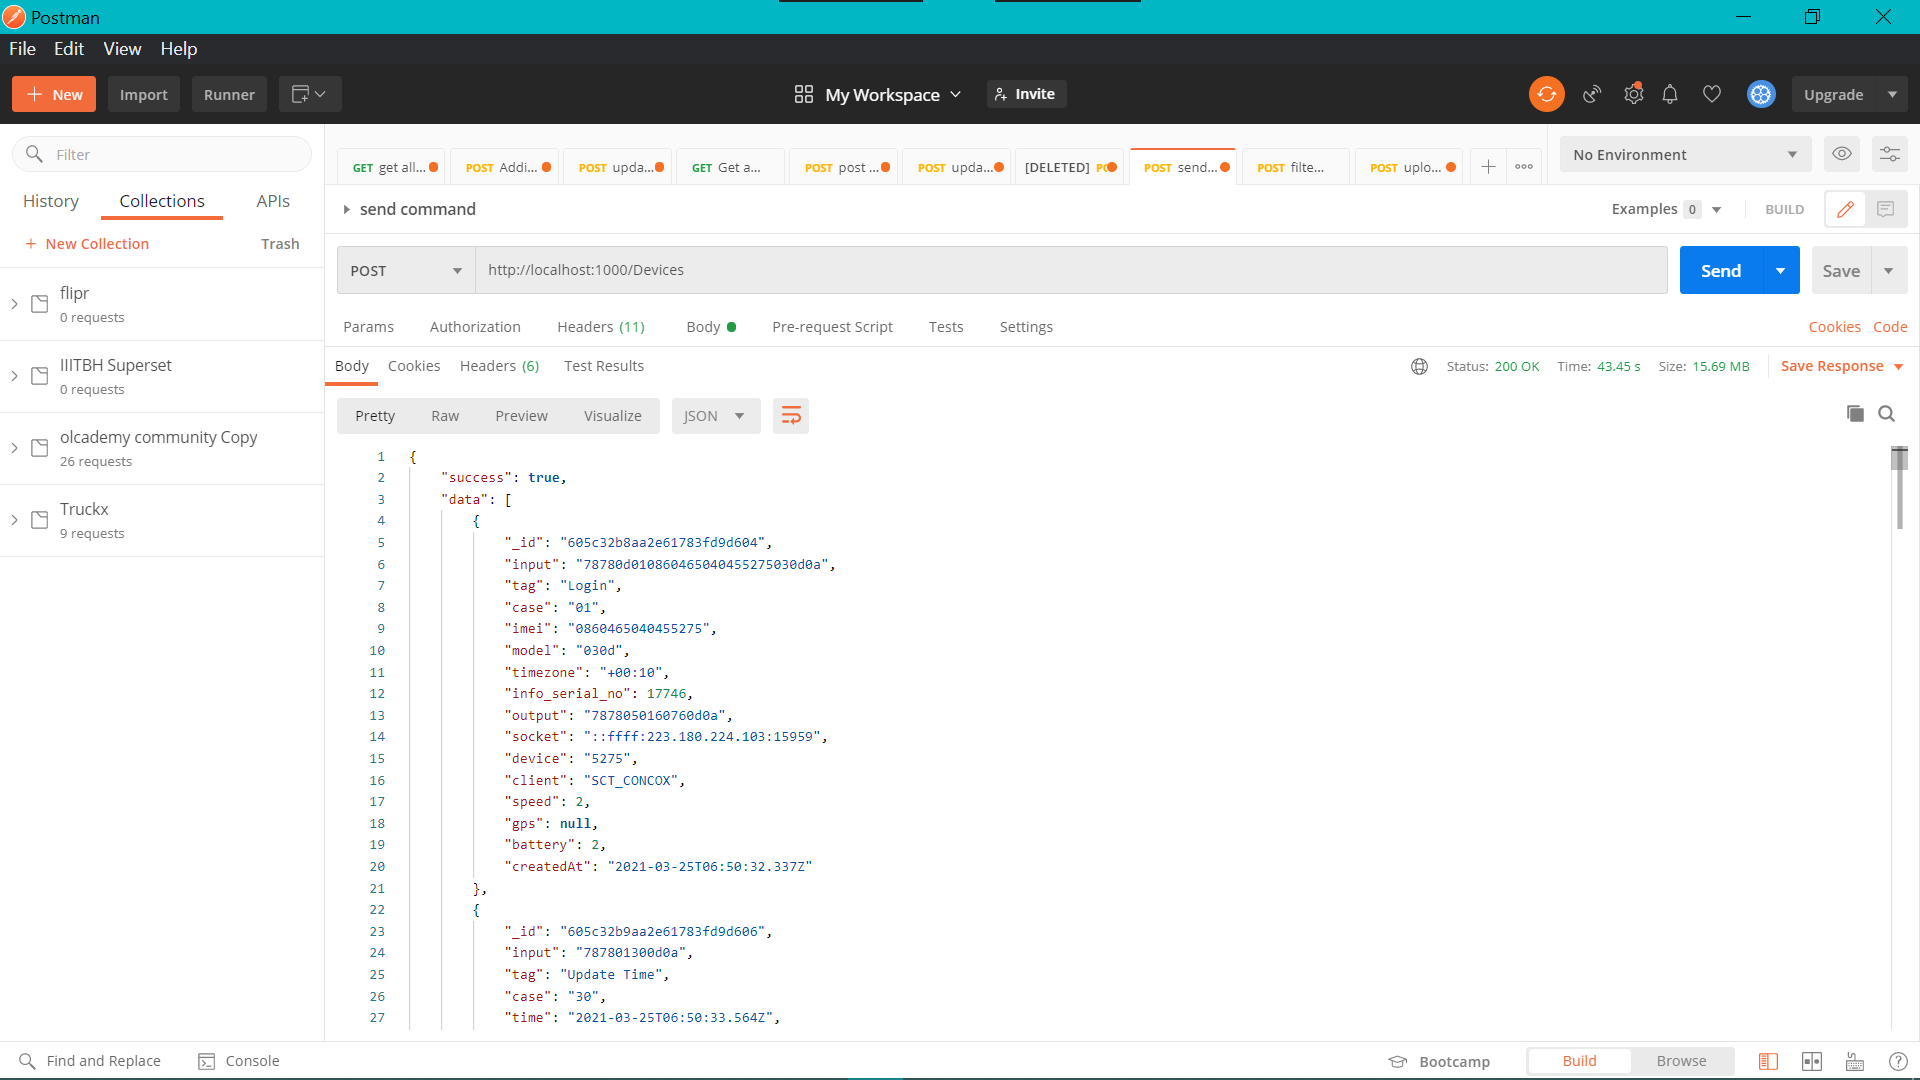 Postman
File Edit View Help
New Import Runner My Workspace Invite Upgrade
Filter
History Collections APIs
New Collection Trash
flipr
0 requests
IIITBH Superset
0 requests
olcademy community Copy
26 requests
Truckx
9 requests
GET get all... POST Addi... POST upda... GET Get a... POST post ... POST upda... [DELETED] PO POST send... POST filte... POST uplo...
No Environment
send command Examples 0 BUILD
POST http://localhost:1000/Devices Send Save
Params Authorization Headers (11) Body Pre-request Script Tests Settings Cookies Code
Body Cookies Headers (6) Test Results Status: 200 OK Time: 43.45 s Size: 15.69 MB Save Response
Pretty Raw Preview Visualize JSON
1 {
2 "success": true,
3 "data": [
4 {
5 "_id": "605c32b8aa2e61783fd9d604",
6 "input": "78780d010860465040455275030d0a",
7 "tag": "Login",
8 "case": "01",
9 "imei": "0860465040455275",
10 "model": "030d",
11 "timezone": "+00:10",
12 "info_serial_no": 17746,
13 "output": "7878050160760d0a",
14 "socket": "::ffff:223.180.224.103:15959",
15 "device": "5275",
16 "client": "SCT_CONCOX",
17 "speed": 2,
18 "gps": null,
19 "battery": 2,
20 "createdAt": "2021-03-25T06:50:32.337Z"
21 },
22 {
23 "_id": "605c32b9aa2e61783fd9d606",
24 "input": "787801300d0a",
25 "tag": "Update Time",
26 "case": "30",
27 "time": "2021-03-25T06:50:33.564Z",
Find and Replace Console Bootcamp Build Browse